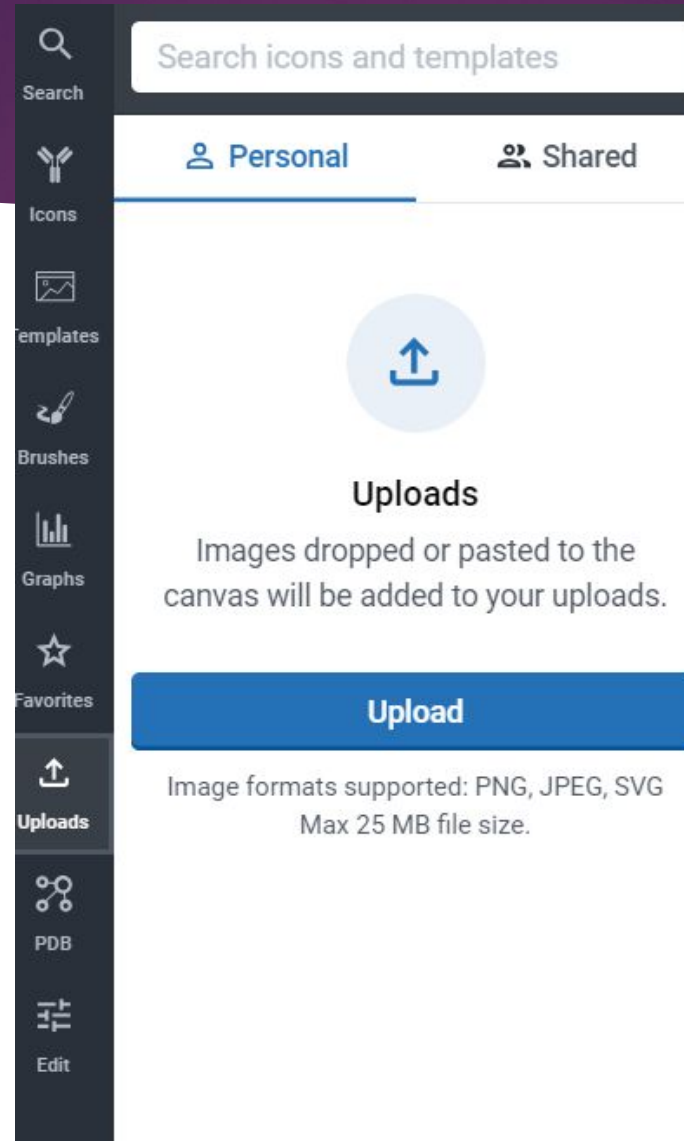 Search
Icons
Templates
Brushes
Graphs
Favorites
Uploads
PDB
Edit
Search icons and templates
Personal
Shared
Uploads
Images dropped or pasted to the
canvas will be added to your uploads.
Upload
Image formats supported: PNG, JPEG, SVG
Max 25 MB file size.